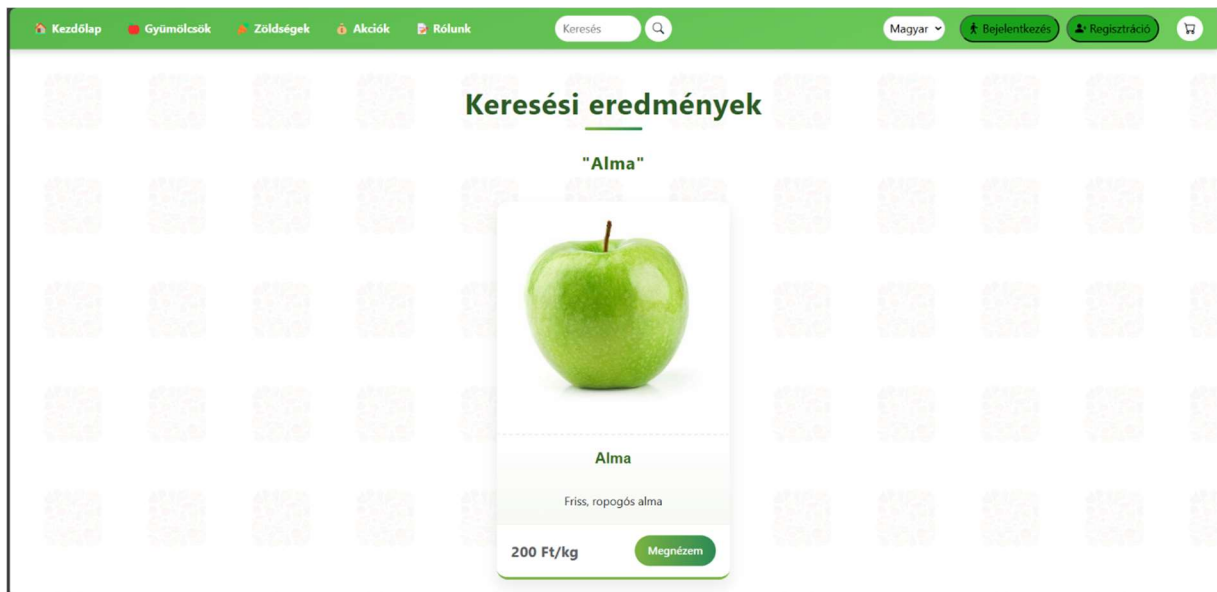 Kezdőlap Gyümölcsök Zöldségek Akciók Rólunk Keresés Magyar Bejelentkezés Regisztráció
Keresési eredmények
"Alma"
Alma
Friss, ropogós alma
200 Ft/kg Megnézem